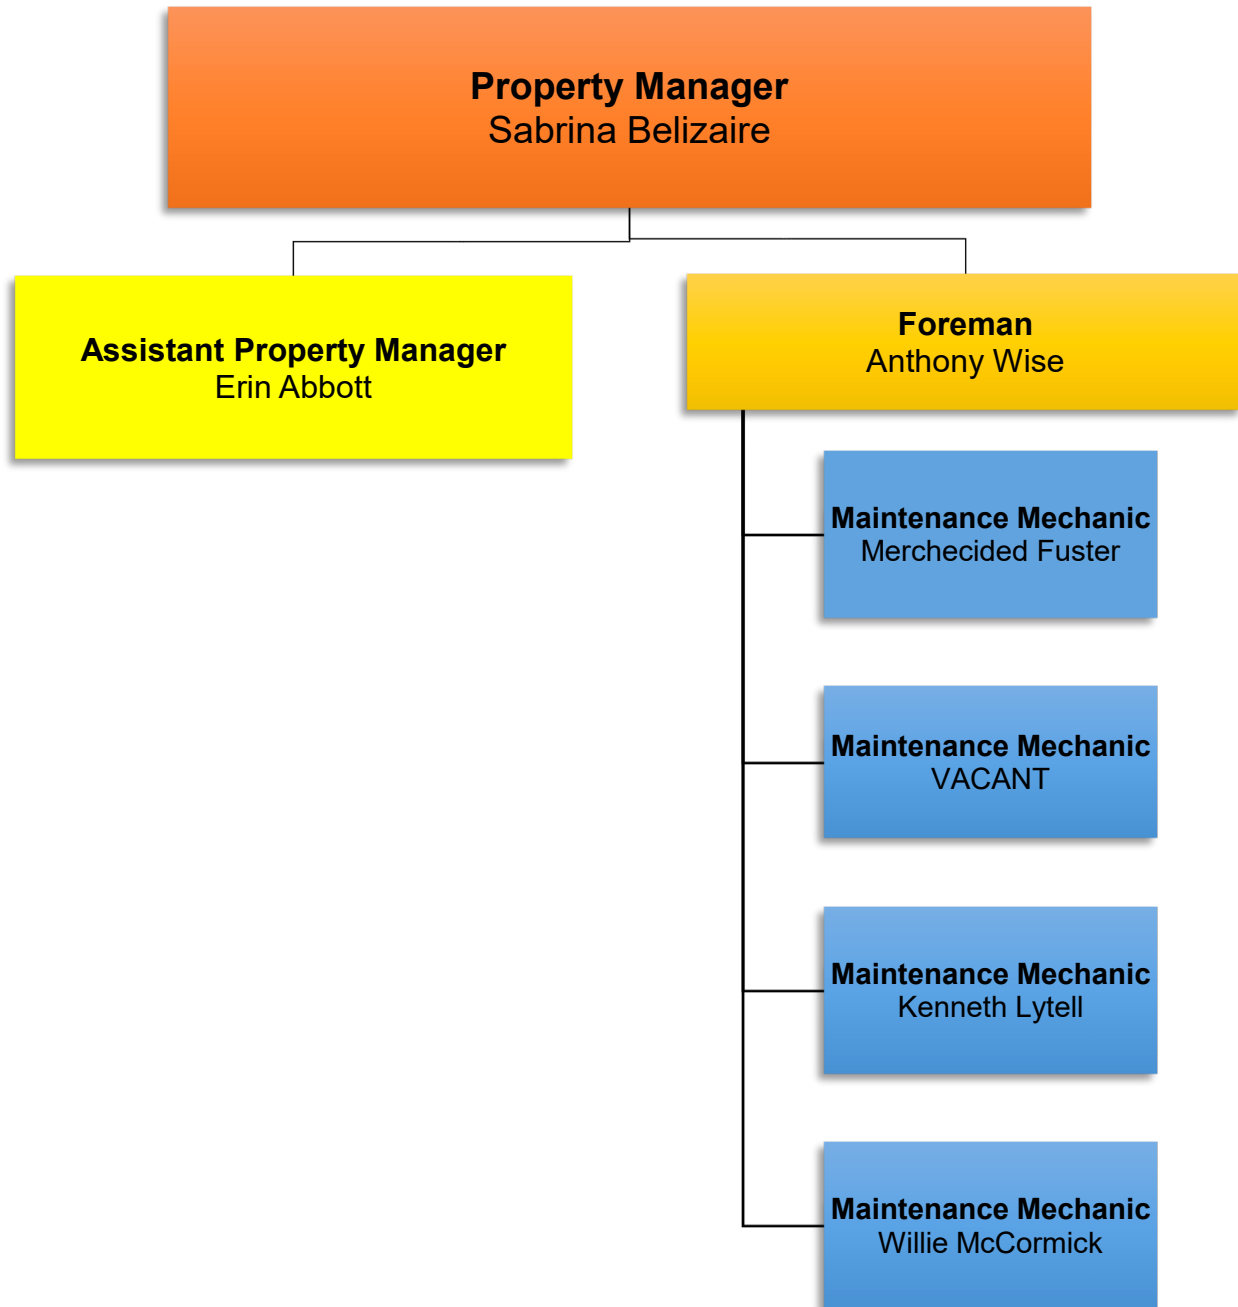 Property Manager
Sabrina Belizaire
Assistant Property Manager
Erin Abbott
Foreman
Anthony Wise
Maintenance Mechanic
Merchecided Fuster
Maintenance Mechanic
VACANT
Maintenance Mechanic
Kenneth Lytell
Maintenance Mechanic
Willie McCormick